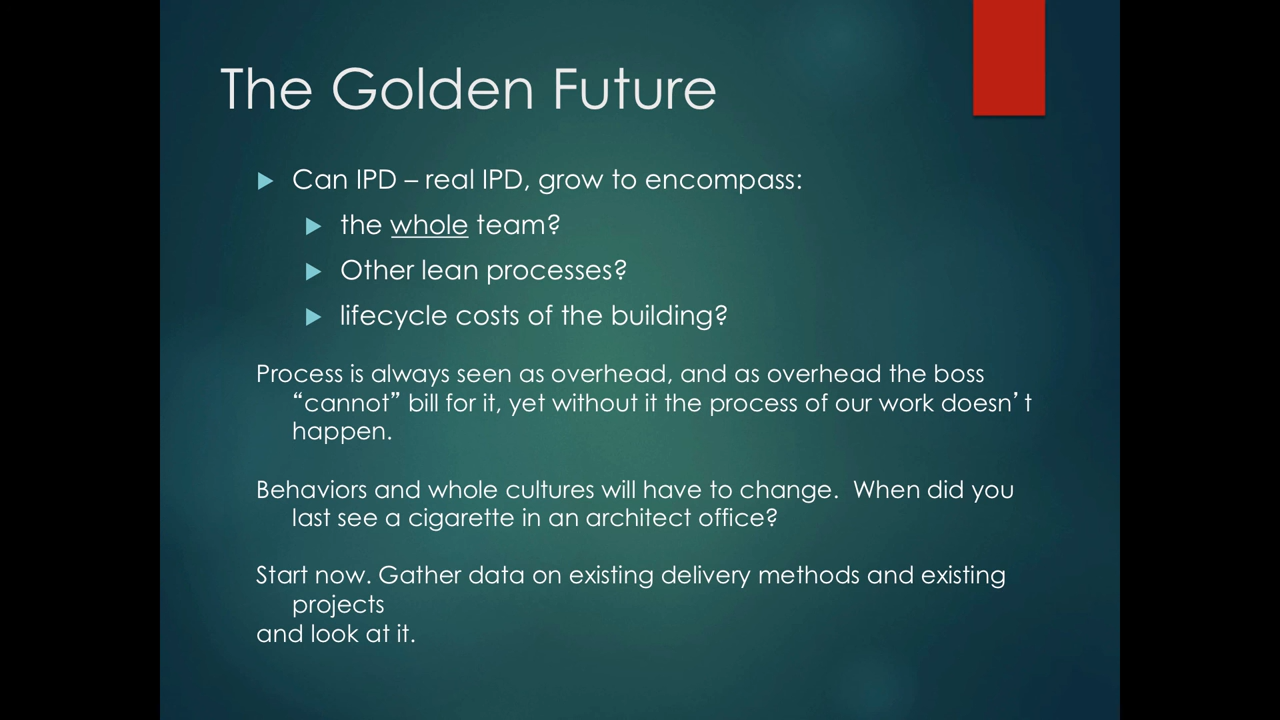 The Golden Future
Can IPD – real IPD, grow to encompass:
the whole team?
Other lean processes?
lifecycle costs of the building?
Process is always seen as overhead, and as overhead the boss
“cannot” bill for it, yet without it the process of our work doesn’t
happen.
Behaviors and whole cultures will have to change.  When did you
last see a cigarette in an architect office?
Start now. Gather data on existing delivery methods and existing
projects
and look at it.